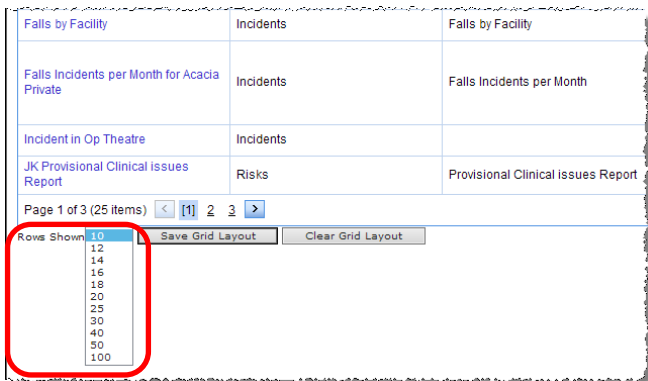 Falls by Facility Incidents Falls by Facility
Falls Incidents per Month for Acacia
Private Incidents Falls Incidents per Month
Incident in Op Theatre Incidents
JK Provisional Clinical issues
Report Risks Provisional Clinical issues Report
Page 1 of 3 (25 items) < [1] 2 3 >
Rows Shown 10 Save Grid Layout Clear Grid Layout
12
14
16
18
20
25
30
40
50
100